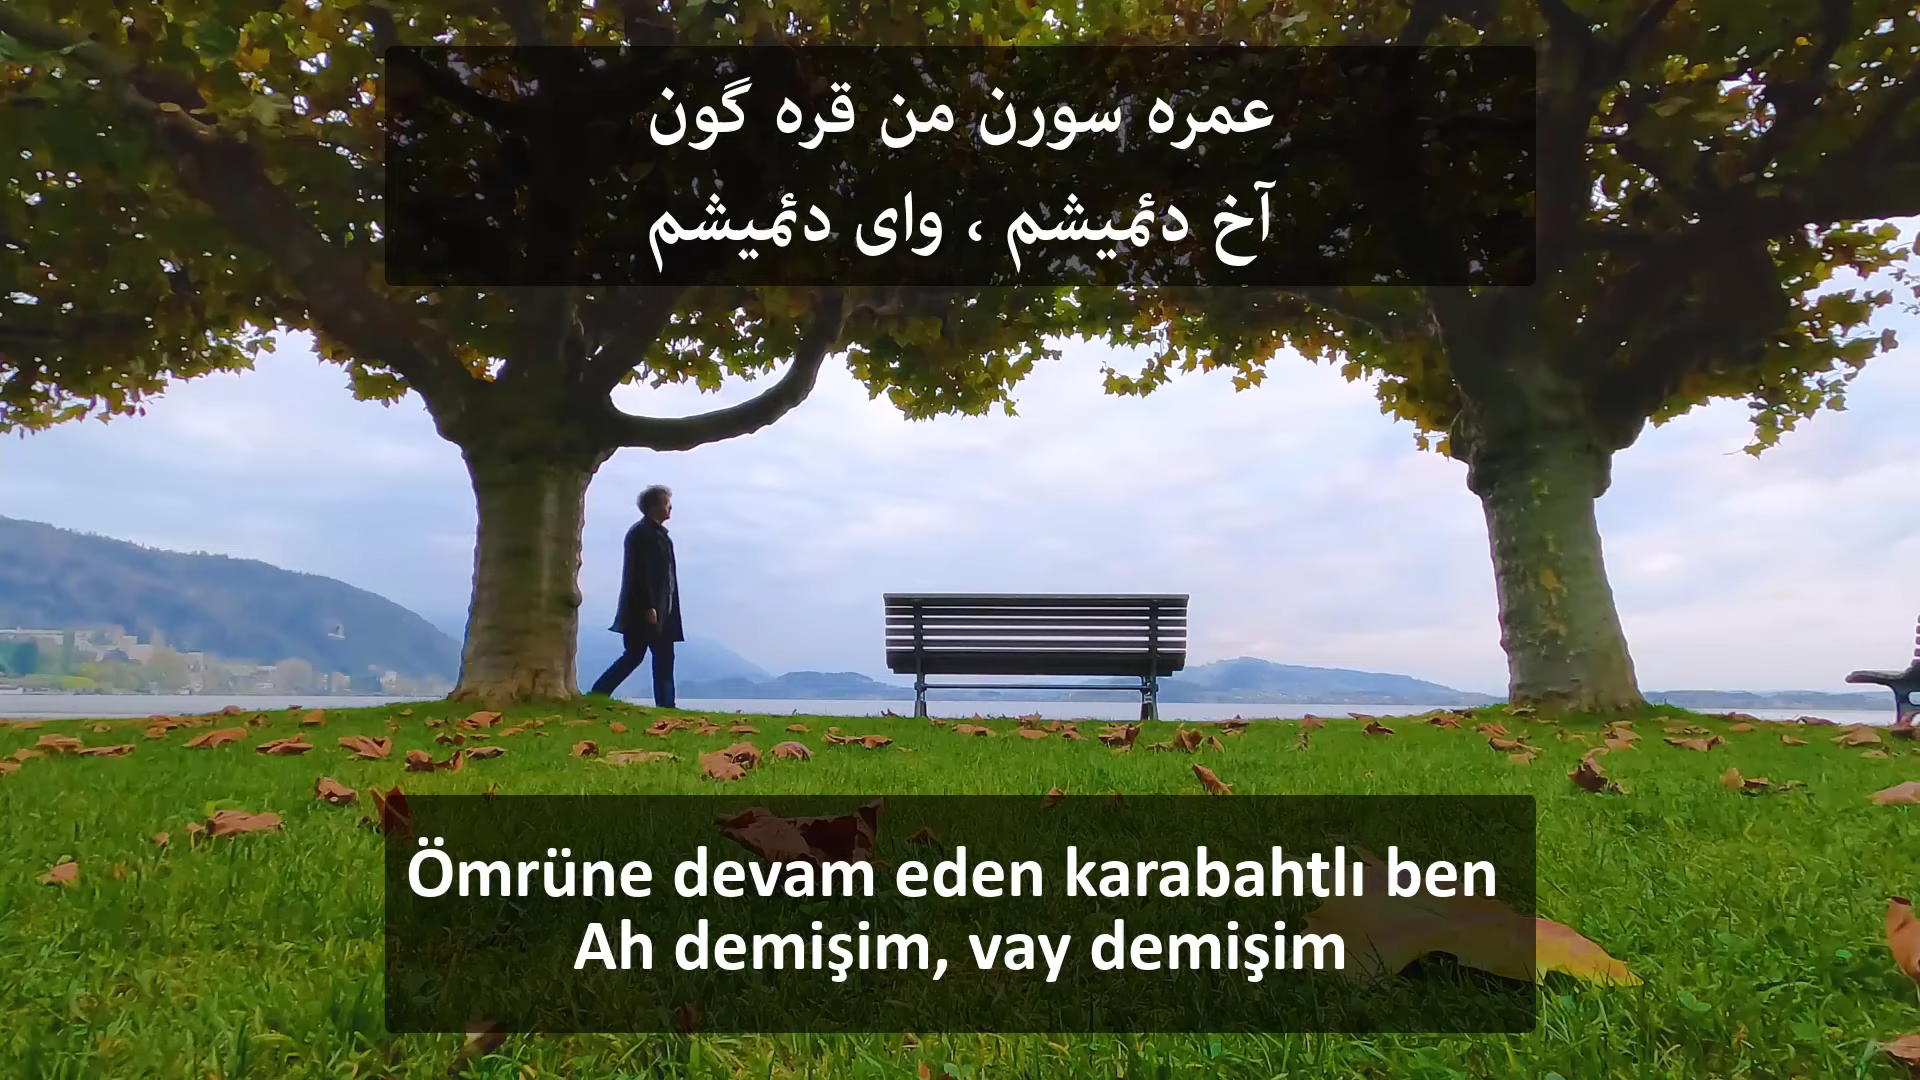 عمره سورن من قره گون
آخ دئمیشم ، وای دئمیشم
Ömrüne devam eden karabahtlı ben
Ah demişim, vay demişim